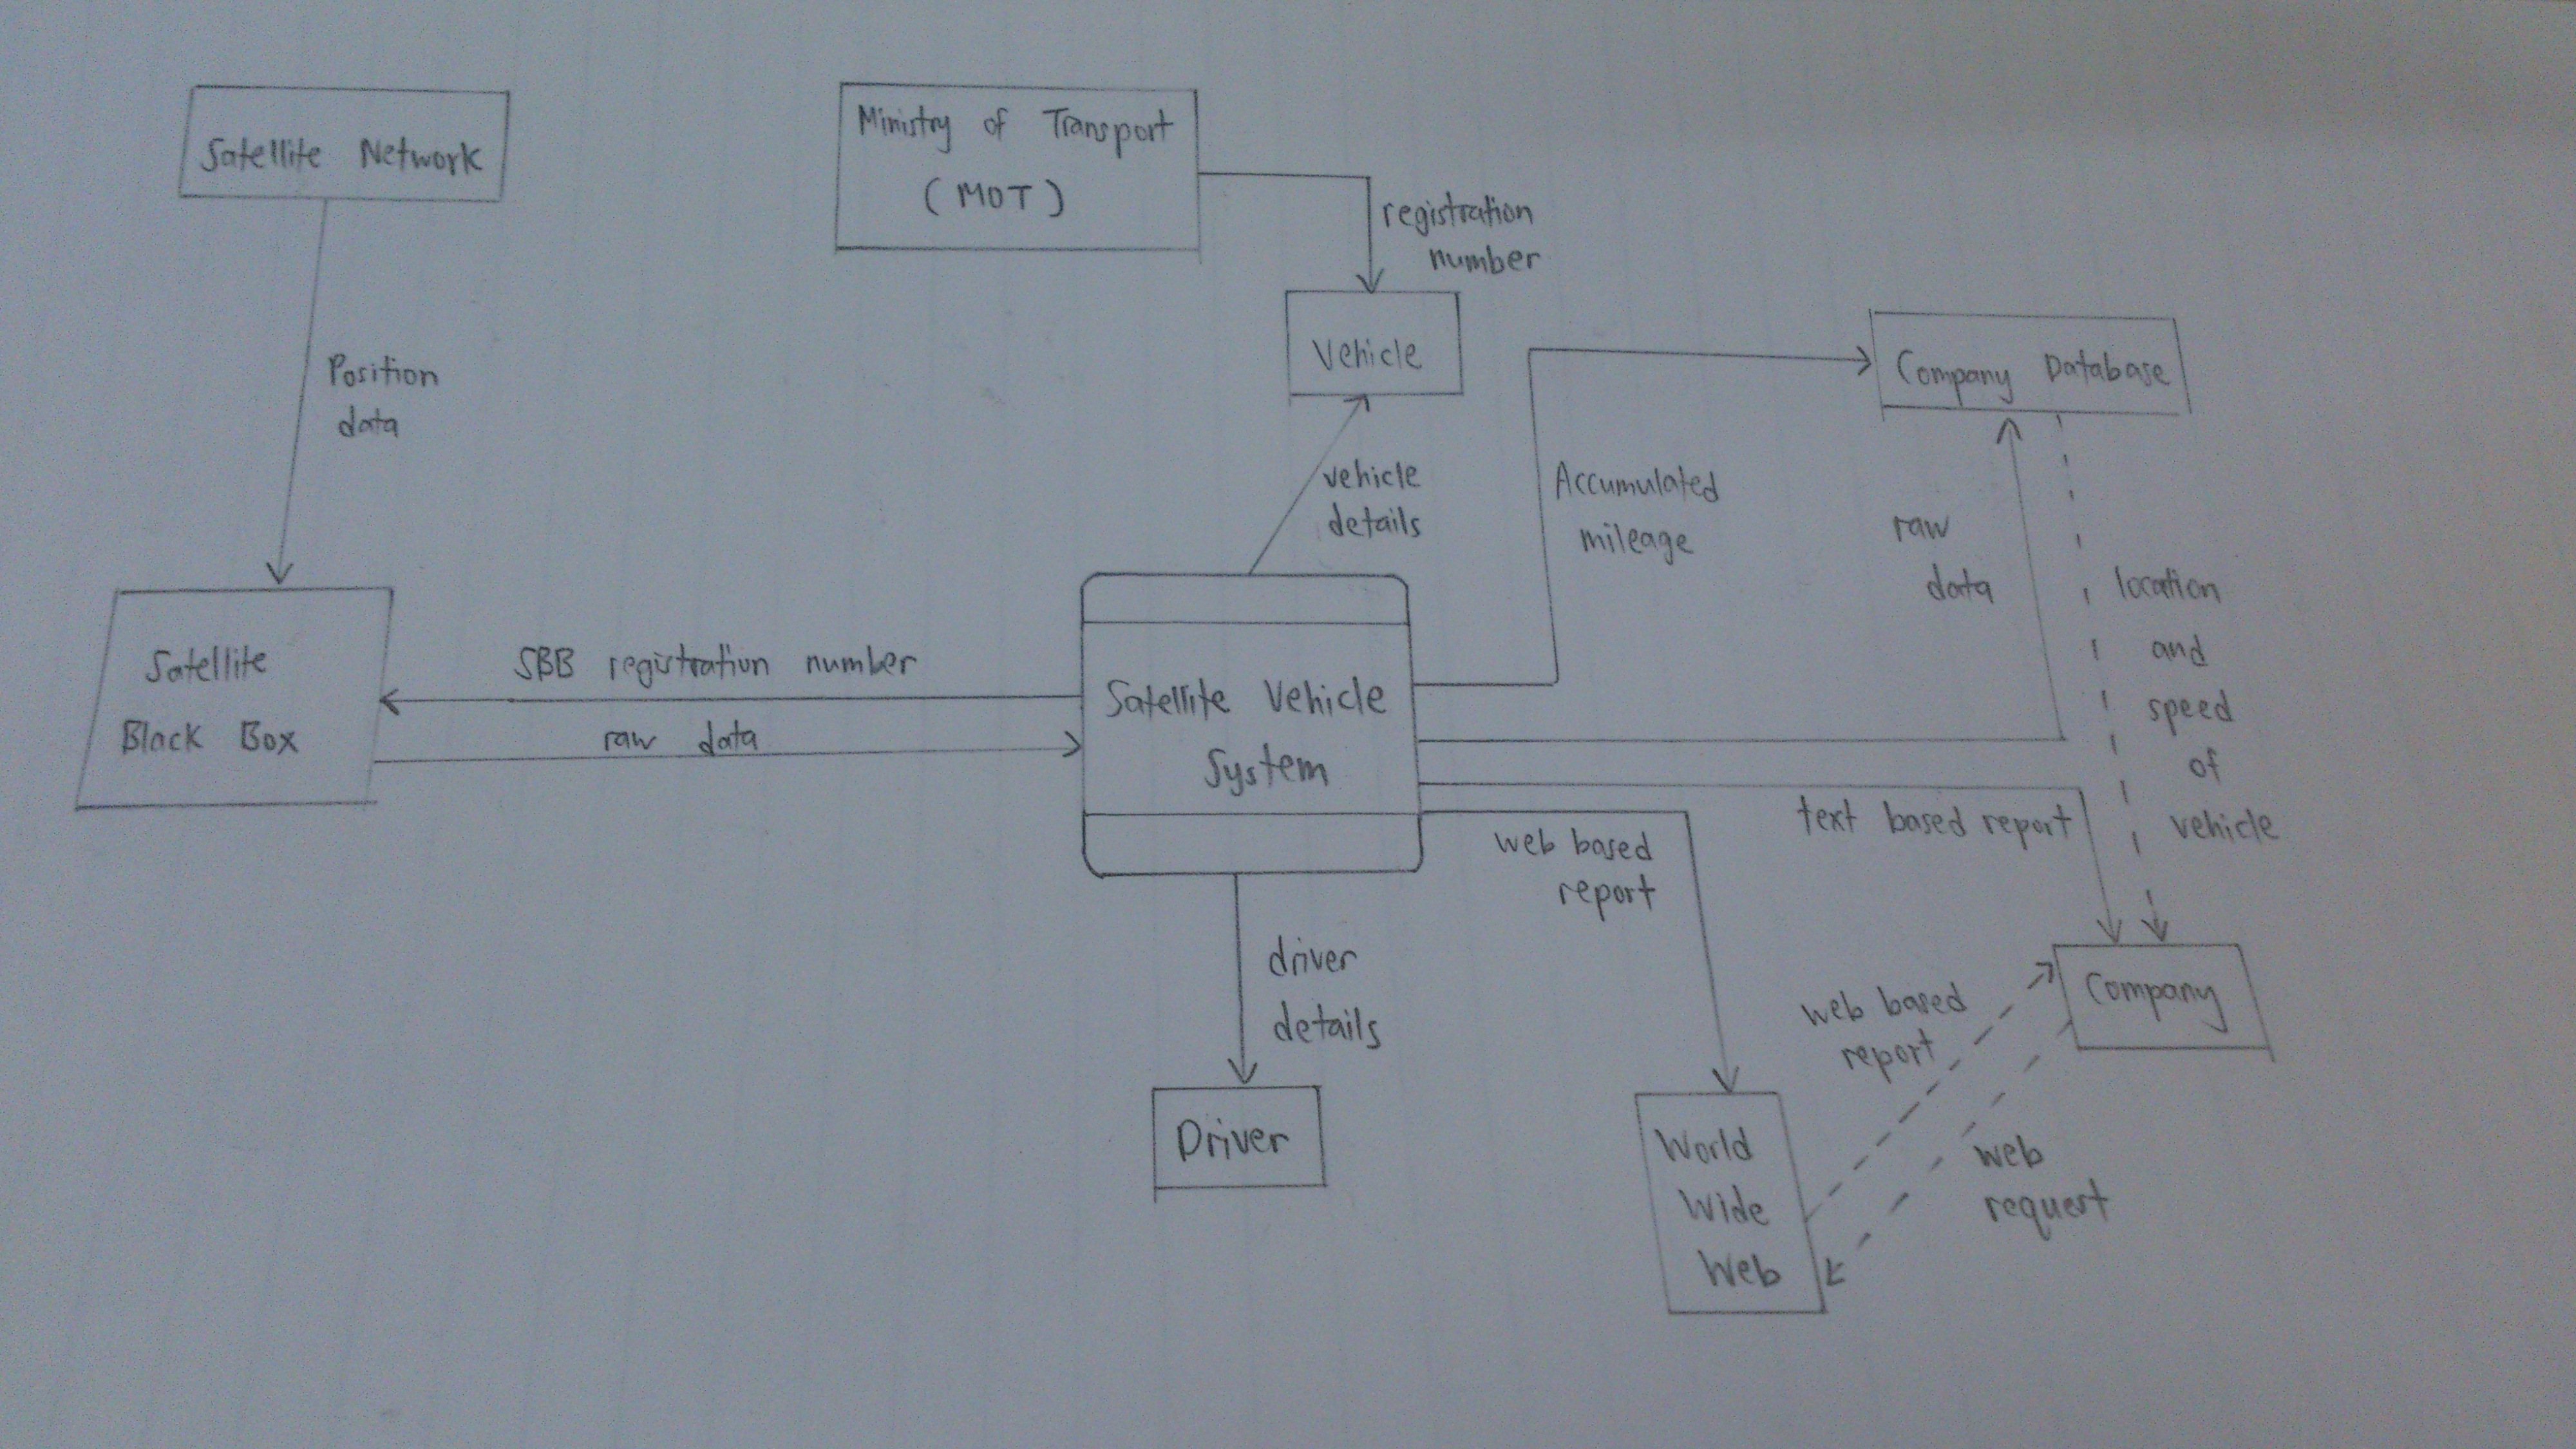 Satellite Network
Ministry of Transport
(MOT)
registration
number
Vehicle
Company Database
Position
data
vehicle
details
Accumulated
mileage
raw
data
location
and
speed
of
vehicle
Satellite
Black Box
SBB registration number
raw data
Satellite Vehicle
System
text based report
web based
report
driver
details
Driver
web based
report
Company
World
Wide
Web
web
request